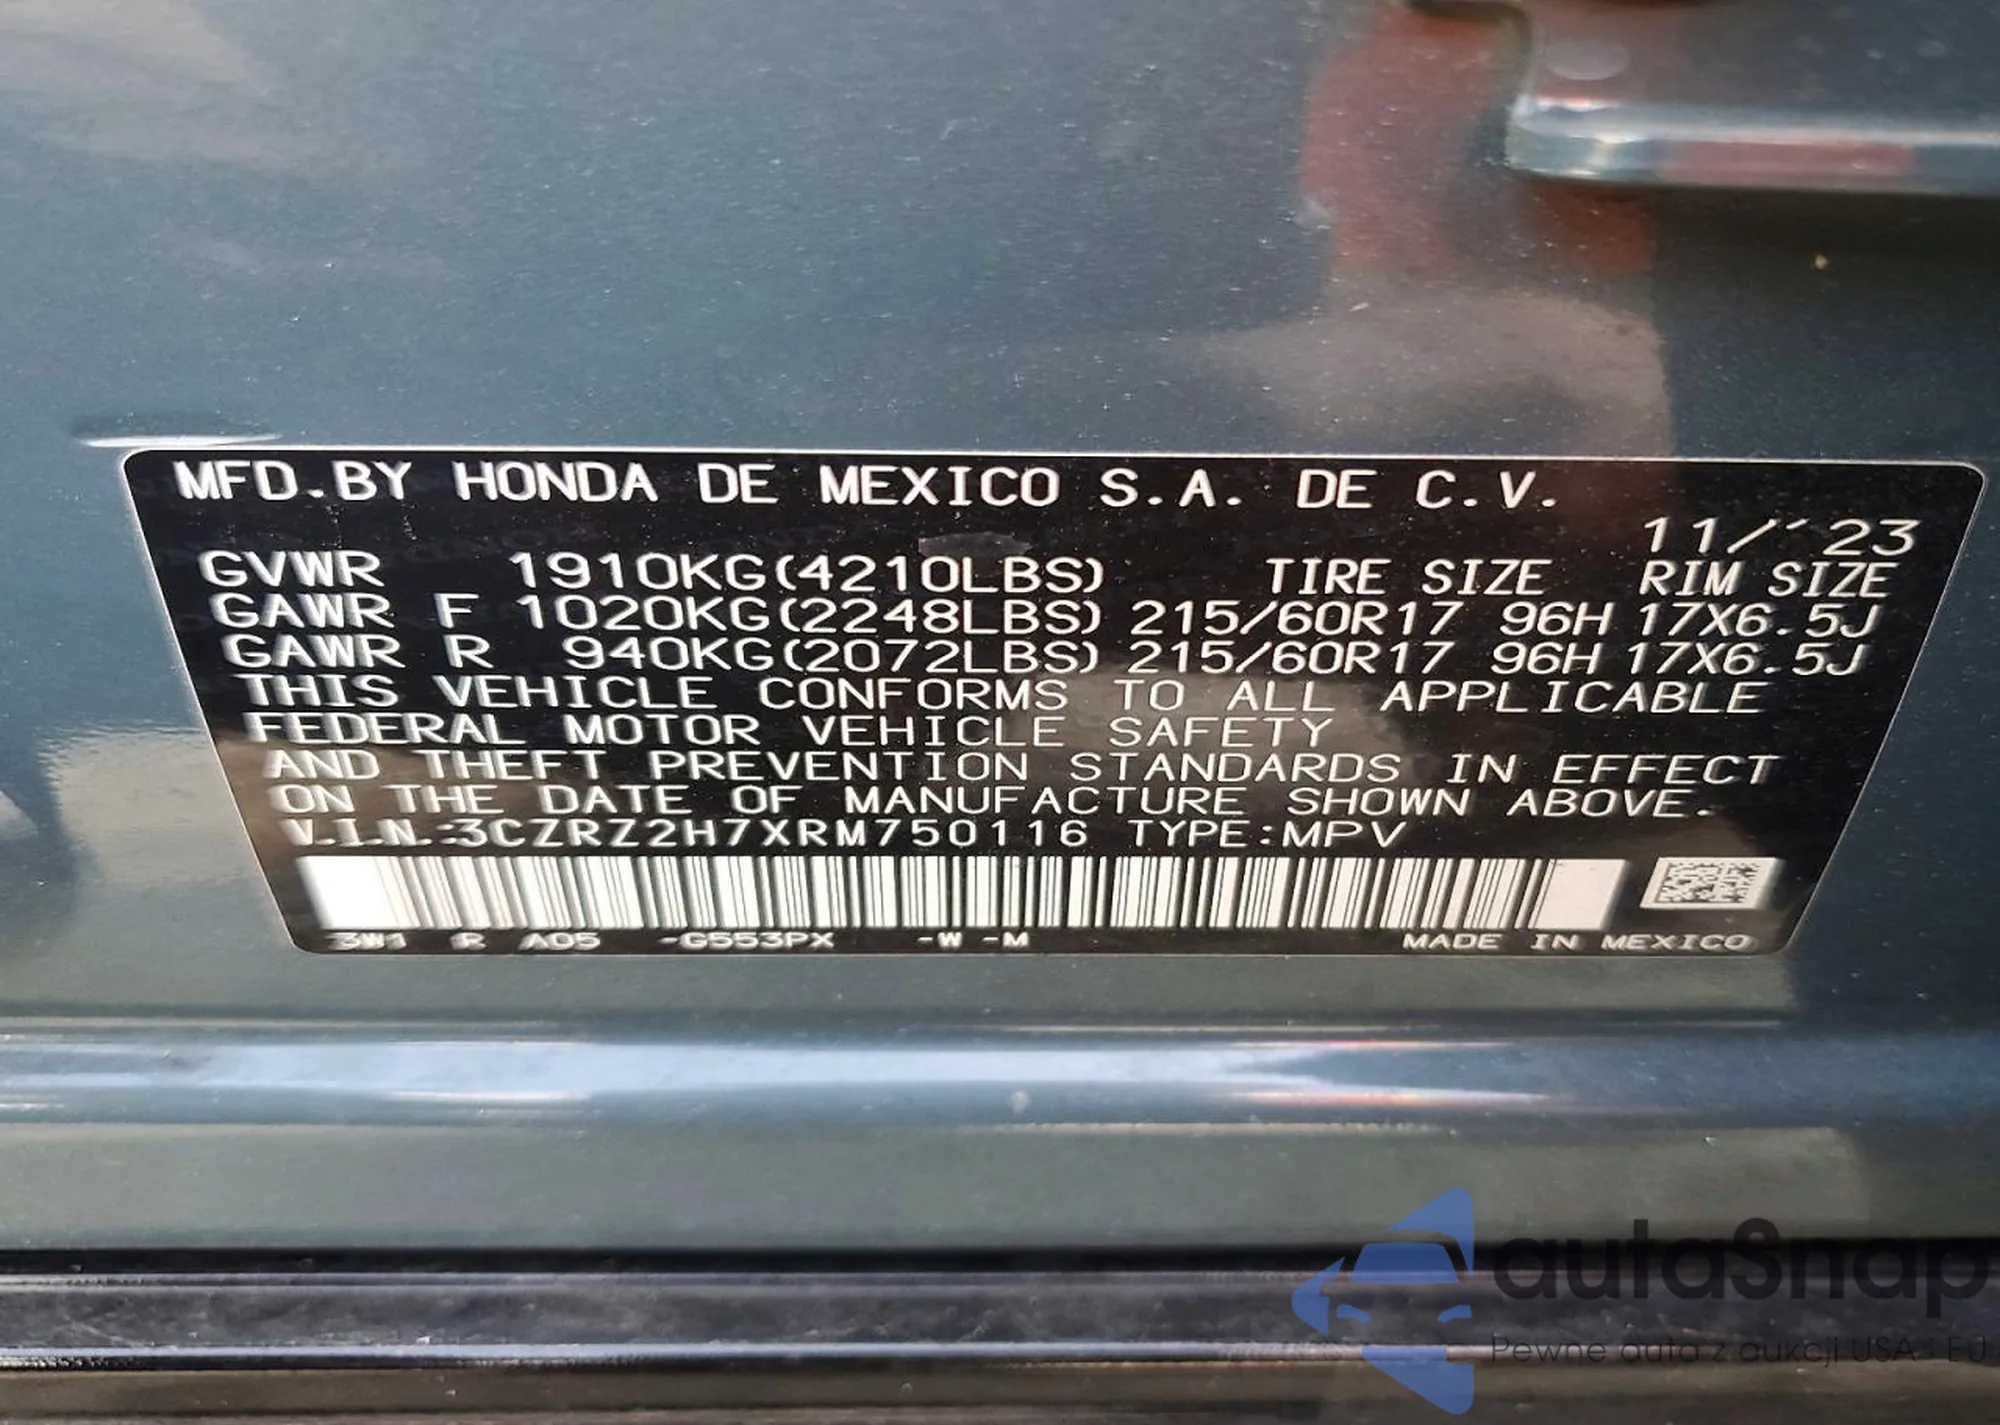 MFD.BY HONDA DE MEXICO S.A. DE C.V.
11/ 23
GVWR 1910KG(4210LBS) TIRE SIZE RIM SIZE
GAWR F 1020KG(2248LBS) 215/60R17 96H 17X6.5J
GAWR R 940KG(2072LBS) 215/60R17 96H 17X6.5J
THIS VEHICLE CONFORMS TO ALL APPLICABLE
FEDERAL MOTOR VEHICLE SAFETY
AND THEFT PREVENTION STANDARDS IN EFFECT
ON THE DATE OF MANUFACTURE SHOWN ABOVE.
V.I.N.:3CZRZ2H7XRM750116 TYPE:MPV
3W1 R A05 -G553PX -W -M MADE IN MEXICO
autaSnap
Pewne auta z aukcji USA i EU